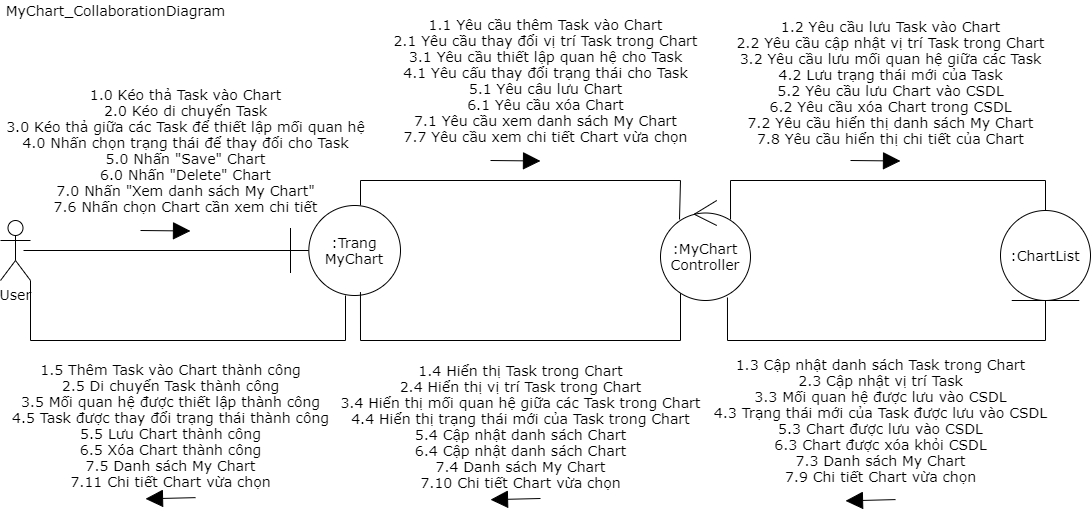 MyChart_CollaborationDiagram
1.0 Kéo thả Task vào Chart
2.0 Kéo di chuyển Task
3.0 Kéo thả giữa các Task để thiết lập mối quan hệ
4.0 Nhấn chọn trạng thái để thay đổi cho Task
5.0 Nhấn "Save" Chart
6.0 Nhấn "Delete" Chart
7.0 Nhấn "Xem danh sách My Chart"
7.6 Nhấn chọn Chart cần xem chi tiết
1.1 Yêu cầu thêm Task vào Chart
2.1 Yêu cầu thay đổi vị trí Task trong Chart
3.1 Yêu cầu thiết lập quan hệ cho Task
4.1 Yêu cấu thay đổi trạng thái cho Task
5.1 Yêu câu lưu Chart
6.1 Yêu cầu xóa Chart
7.1 Yêu cầu xem danh sách My Chart
7.7 Yêu cầu xem chi tiết Chart vừa chọn
1.2 Yêu cầu lưu Task vào Chart
2.2 Yêu cầu cập nhật vị trí Task trong Chart
3.2 Yêu cầu lưu mối quan hệ giữa các Task
4.2 Lưu trạng thái mới của Task
5.2 Yêu cầu lưu Chart vào CSDL
6.2 Yêu cầu xóa Chart trong CSDL
7.2 Yêu cầu hiển thị danh sách My Chart
7.8 Yêu cầu hiển thị chi tiết của Chart
User
:Trang
MyChart
:MyChart
Controller
:ChartList
1.5 Thêm Task vào Chart thành công
2.5 Di chuyển Task thành công
3.5 Mối quan hệ được thiết lập thành công
4.5 Task được thay đổi trạng thái thành công
5.5 Lưu Chart thành công
6.5 Xóa Chart thành công
7.5 Danh sách My Chart
7.11 Chi tiết Chart vừa chọn
1.4 Hiển thị Task trong Chart
2.4 Hiển thị vị trí Task trong Chart
3.4 Hiển thị mối quan hệ giữa các Task trong Chart
4.4 Hiển thị trạng thái mới của Task trong Chart
5.4 Cập nhật danh sách Chart
6.4 Cập nhật danh sách Chart
7.4 Danh sách My Chart
7.10 Chi tiết Chart vừa chọn
1.3 Cập nhật danh sách Task trong Chart
2.3 Cập nhật vị trí Task
3.3 Mối quan hệ được lưu vào CSDL
4.3 Trạng thái mới của Task được lưu vào CSDL
5.3 Chart được lưu vào CSDL
6.3 Chart được xóa khỏi CSDL
7.3 Danh sách My Chart
7.9 Chi tiết Chart vừa chọn